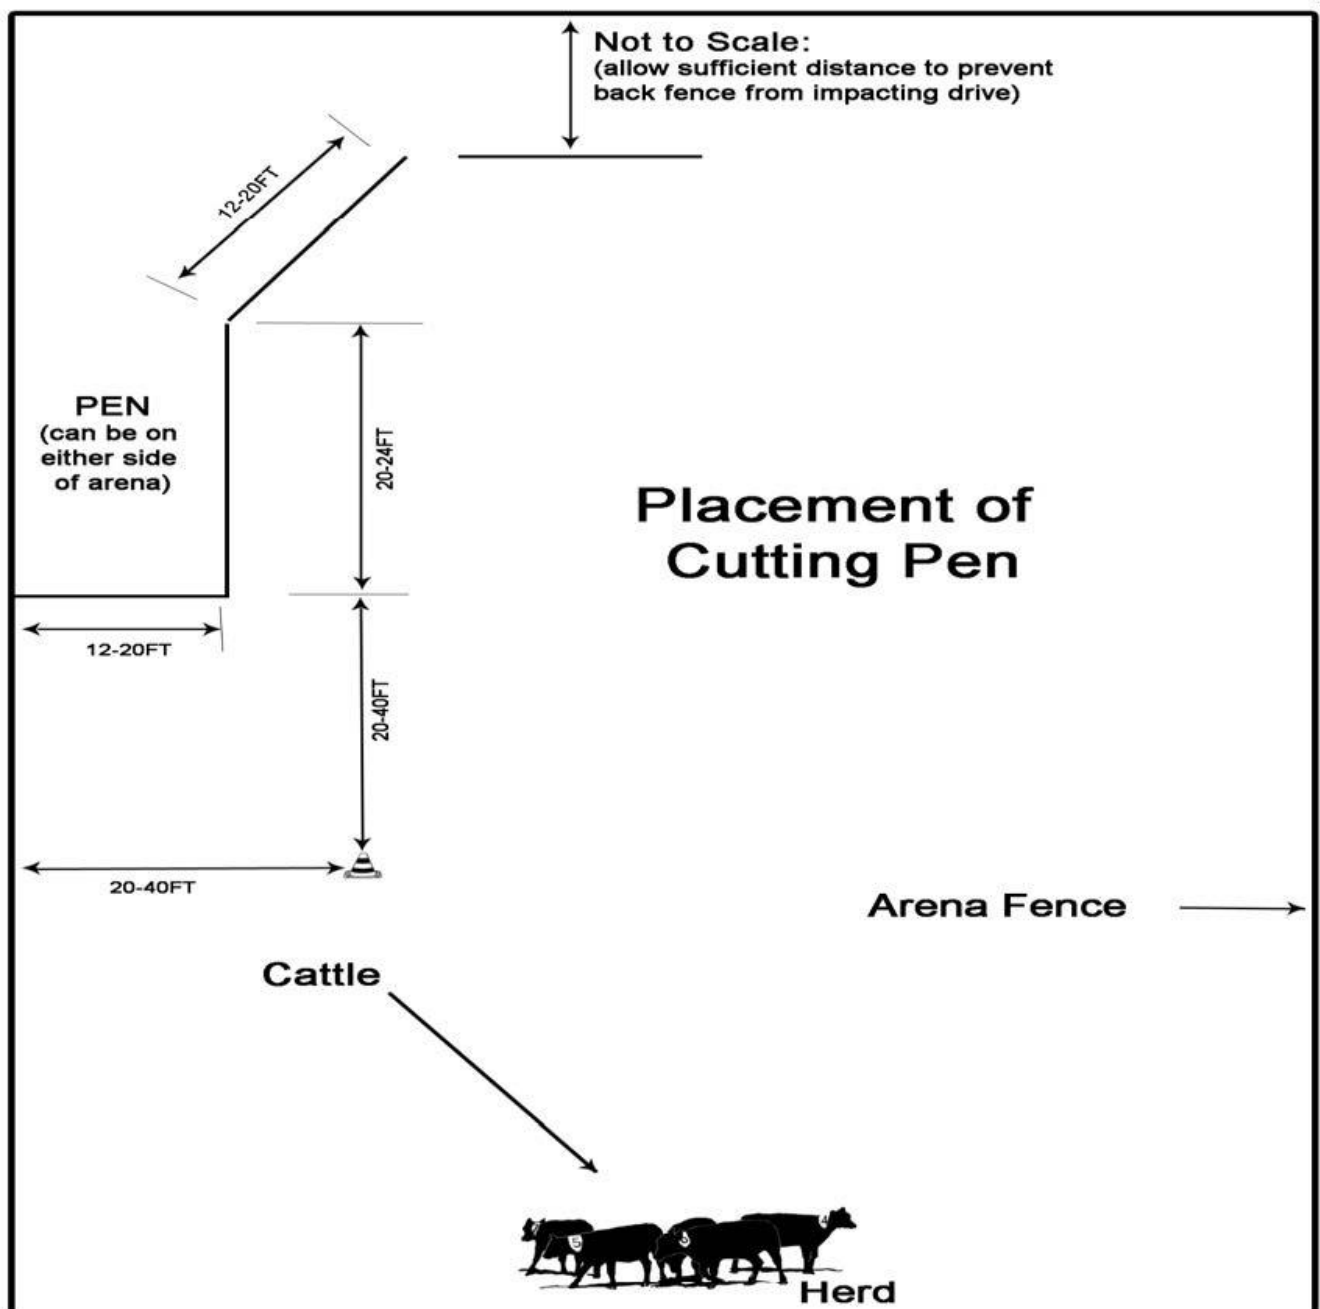 Not to Scale:
(allow sufficient distance to prevent
back fence from impacting drive)
12-20FT
PEN
(can be on
either side
of arena)
20-24FT
Placement of
Cutting Pen
12-20FT
20-40FT
20-40FT
Arena Fence
Cattle
5
4
Herd